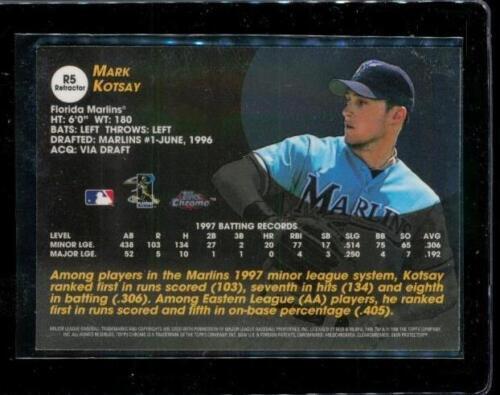 R5
Refractor
MARK
KOTSAY
Florida Marlins®
HT: 6'0" WT: 180
BATS: LEFT THROWS: LEFT
DRAFTED: MARLINS #1-JUNE, 1996
ACQ: VIA DRAFT
MARLINS
Topps
Chrome
1997 BATTING RECORDS
LEVEL AB R H 2B 3B HR RBI SB SLG BB SO AVG
MINOR LGE. 438 103 134 27 2 20 77 17 .514 75 65 .306
MAJOR LGE. 52 5 10 1 1 0 4 3 .250 4 7 .192
Among players in the Marlins 1997 minor league system, Kotsay
ranked first in runs scored (103), seventh in hits (134) and eighth
in batting (.306). Among Eastern League (AA) players, he ranked
first in runs scored and fifth in on-base percentage (.405).